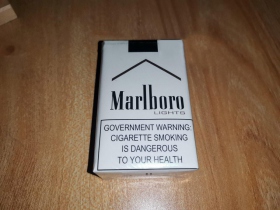 Marlboro
LIGHTS
GOVERNMENT WARNING:
CIGARETTE SMOKING
IS DANGEROUS
TO YOUR HEALTH